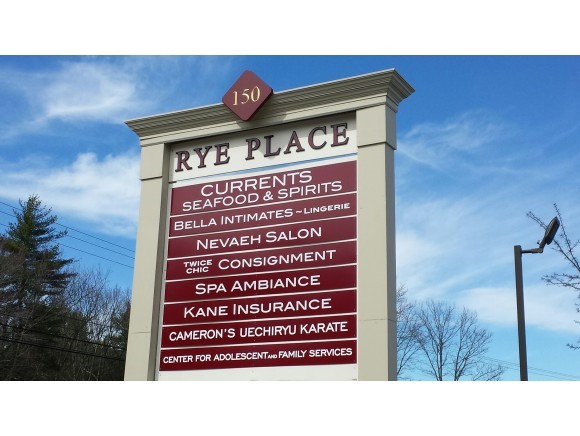 150
RYE PLACE
CURRENTS
SEAFOOD & SPIRITS
BELLA INTIMATES ~ LINGERIE
NEVAEH SALON
TWICE CHIC CONSIGNMENT
SPA AMBIANCE
KANE INSURANCE
CAMERON'S UECHIRYU KARATE
CENTER FOR ADOLESCENT AND FAMILY SERVICES